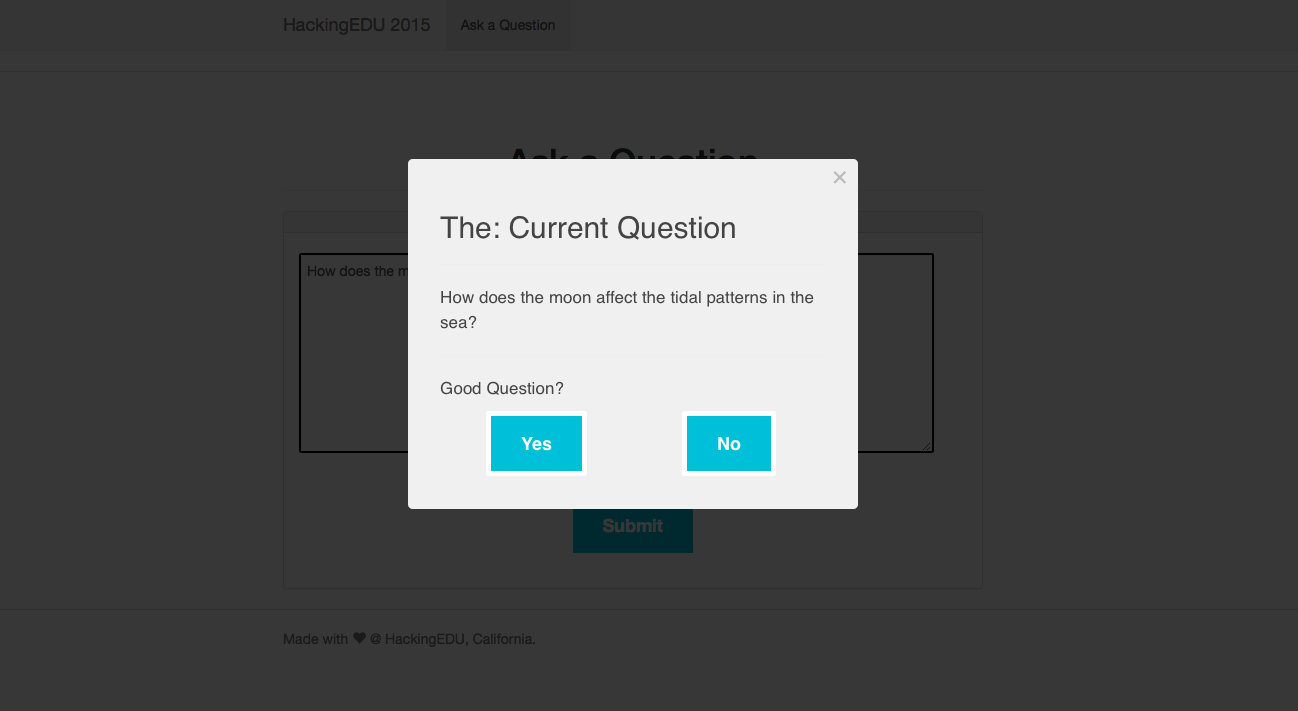 HackingEDU 2015 Ask a Question
Ask a Question
×
The: Current Question
How does the m
How does the moon affect the tidal patterns in the
sea?
Good Question?
Yes No
Submit
Made with ♥ @ HackingEDU, California.